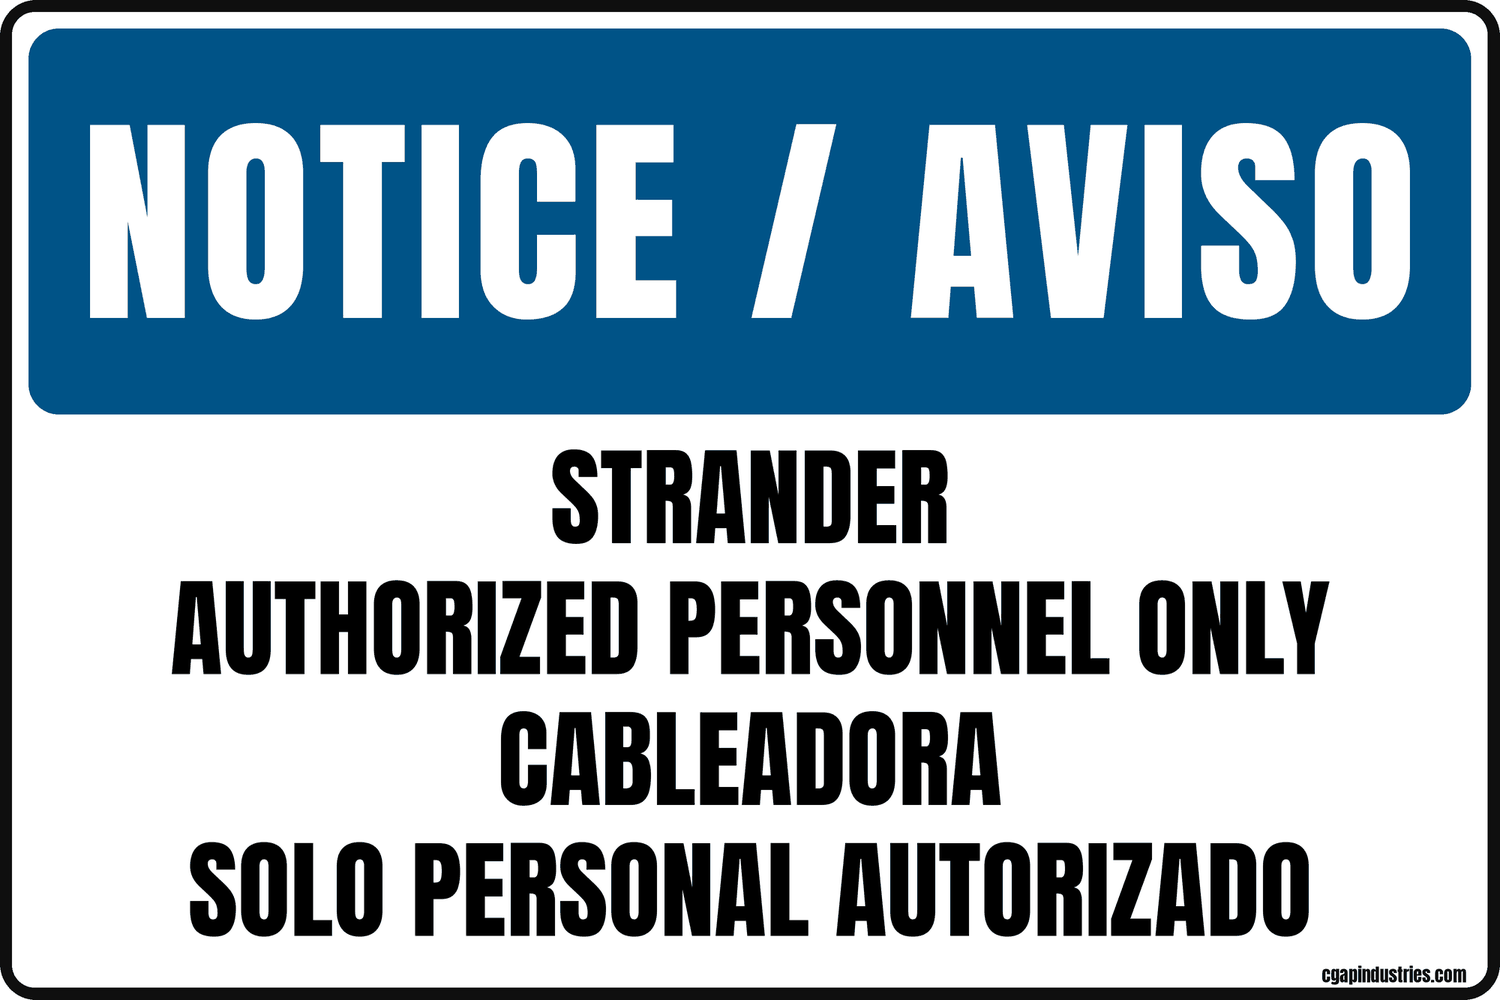 NOTICE / AVISO
STRANDER
AUTHORIZED PERSONNEL ONLY
CABLEADORA
SOLO PERSONAL AUTORIZADO
cgapindustries.com